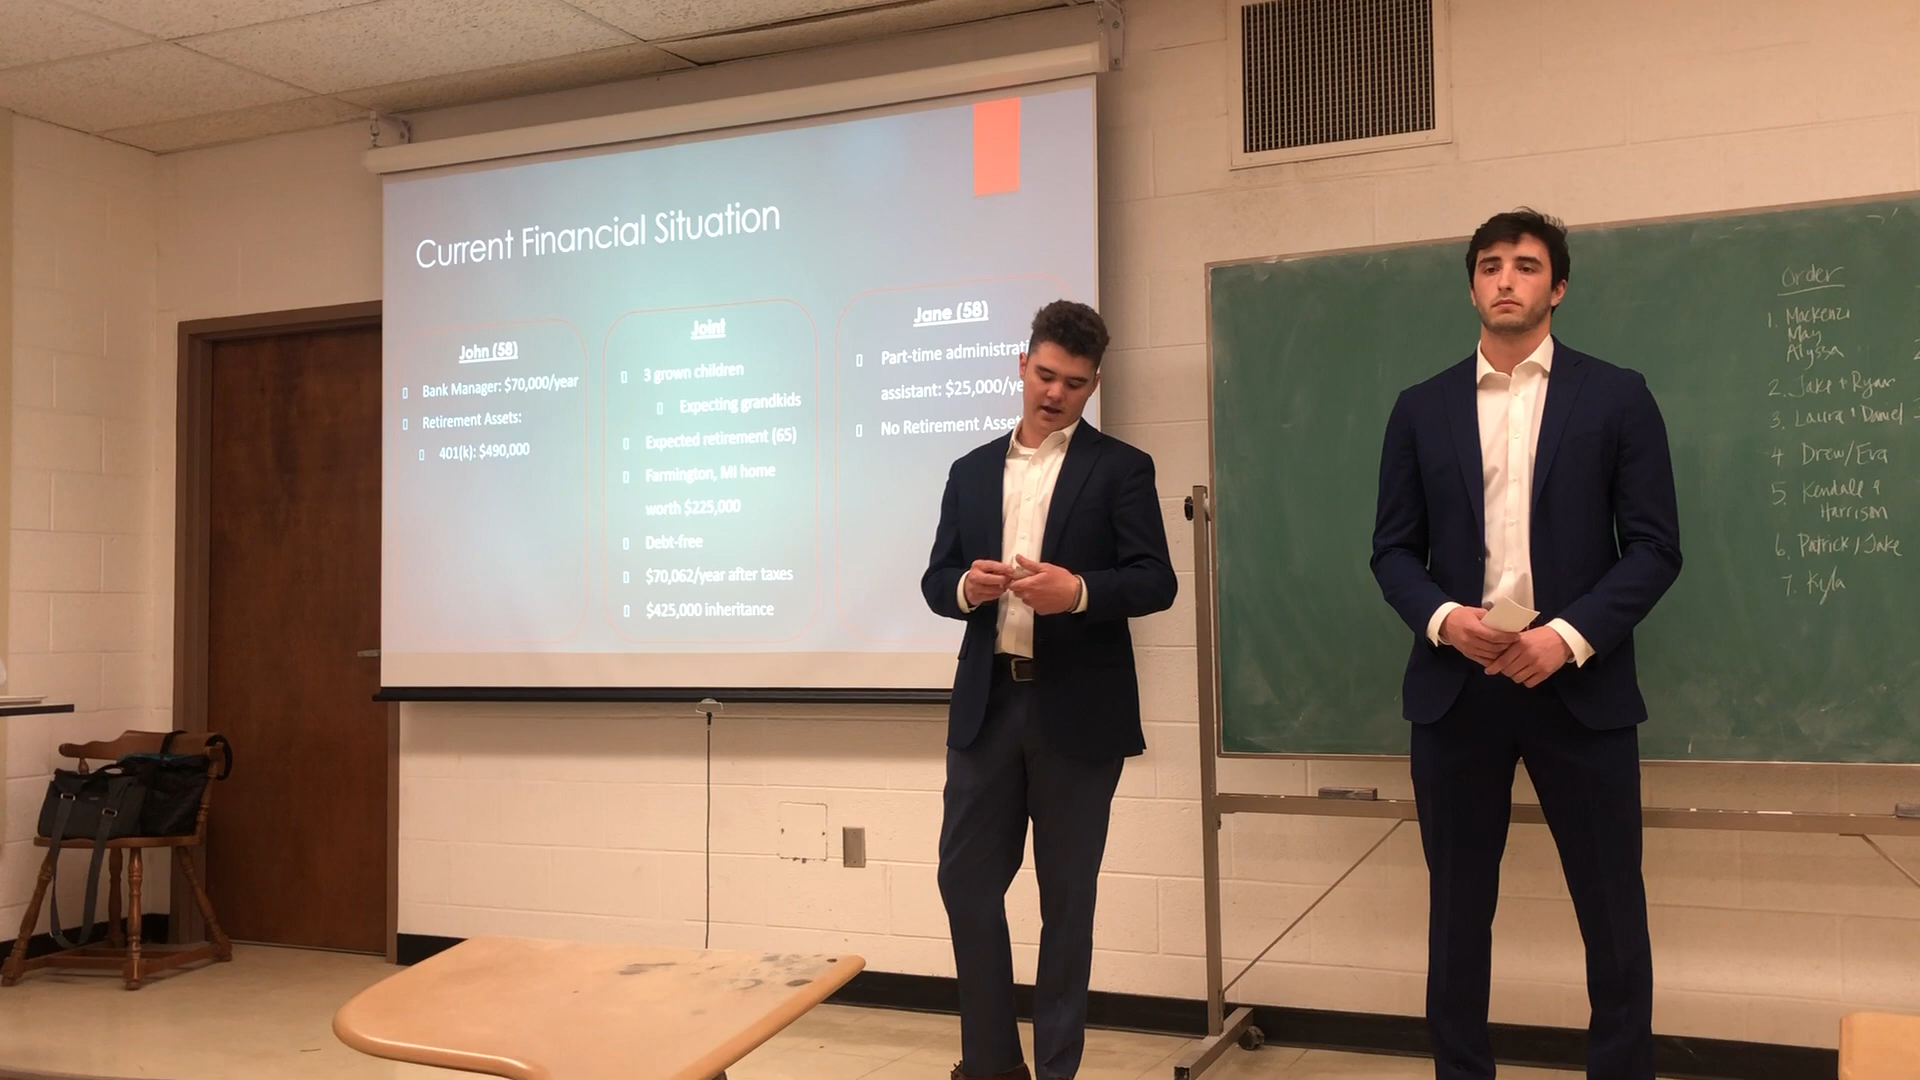 Current Financial Situation
John (58)
Bank Manager: $70,000/year
Retirement Assets:
401(k): $490,000
Joint
3 grown children
Expecting grandkids
Expected retirement (65)
Farmington, MI home
worth $225,000
Debt-free
$70,062/year after taxes
$425,000 inheritance
Jane (58)
Part-time administrati
assistant: $25,000/ye
No Retirement Asset
Order
1. Mackenzi
May
Alyssa
2. Jake + Ryan
3. Laura + Daniel
4 Drew/Eva
5. Kendall &
Harrison
6. Patrick/Jake
7. Kyla